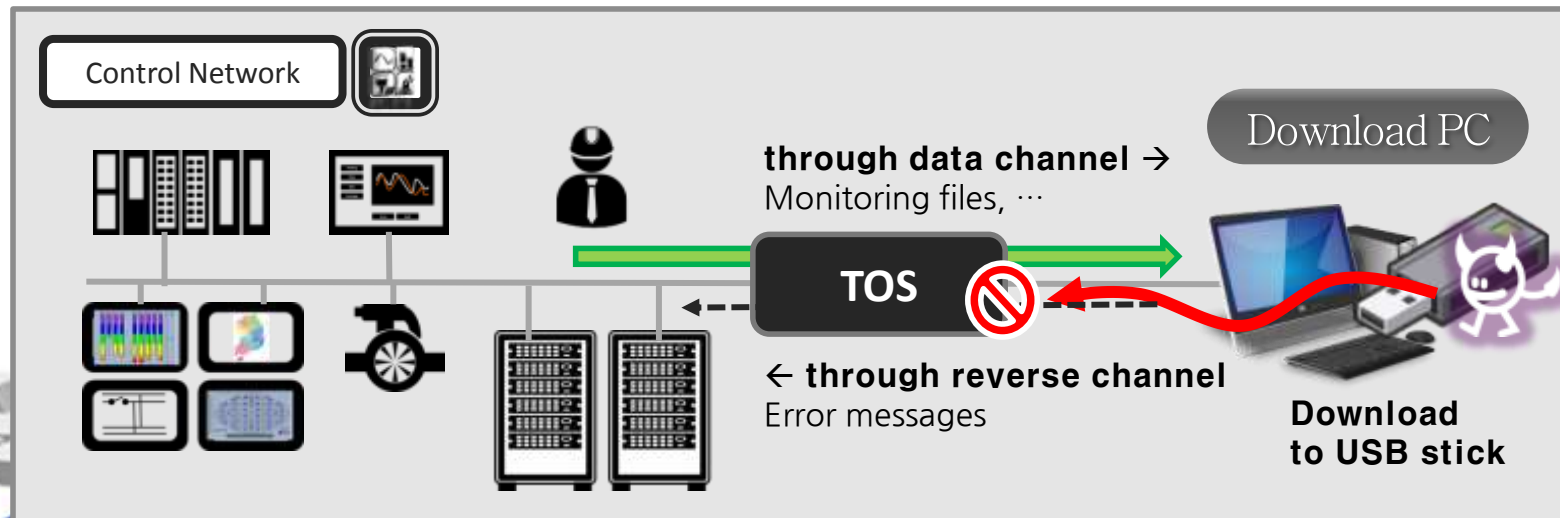 Control Network
Download PC
through data channel →
Monitoring files, ⋯
TOS
← through reverse channel
Error messages
Download
to USB stick